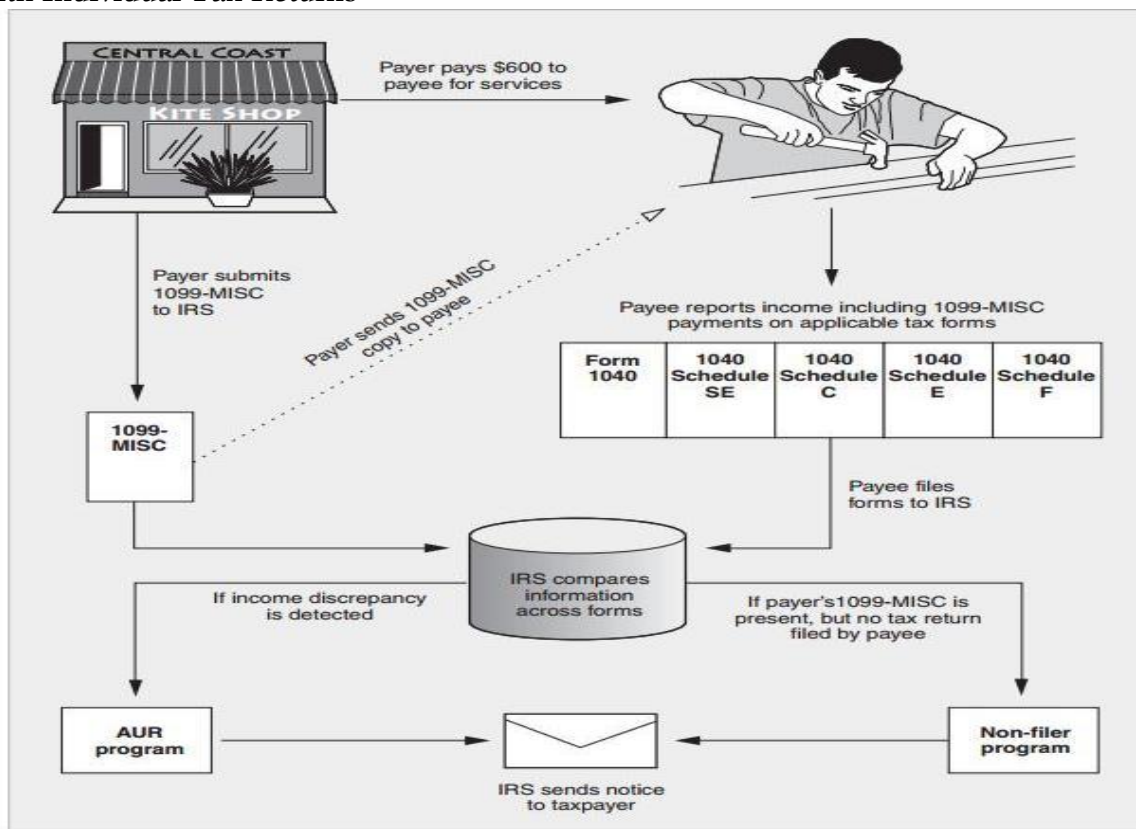 CENTRAL COAST
KITE SHOP
Payer pays $600 to
payee for services
Payer submits
1099-MISC
to IRS
Payer sends 1099-MISC
copy to payee
Payee reports income including 1099-MISC
payments on applicable tax forms
Form
1040
1040
Schedule
SE
1040
Schedule
C
1040
Schedule
E
1040
Schedule
F
1099-
MISC
Payee files
forms to IRS
IRS compares
information
across forms
If income discrepancy
is detected
If payer's1099-MISC is
present, but no tax return
filed by payee
AUR
program
Non-filer
program
IRS sends notice
to taxpayer